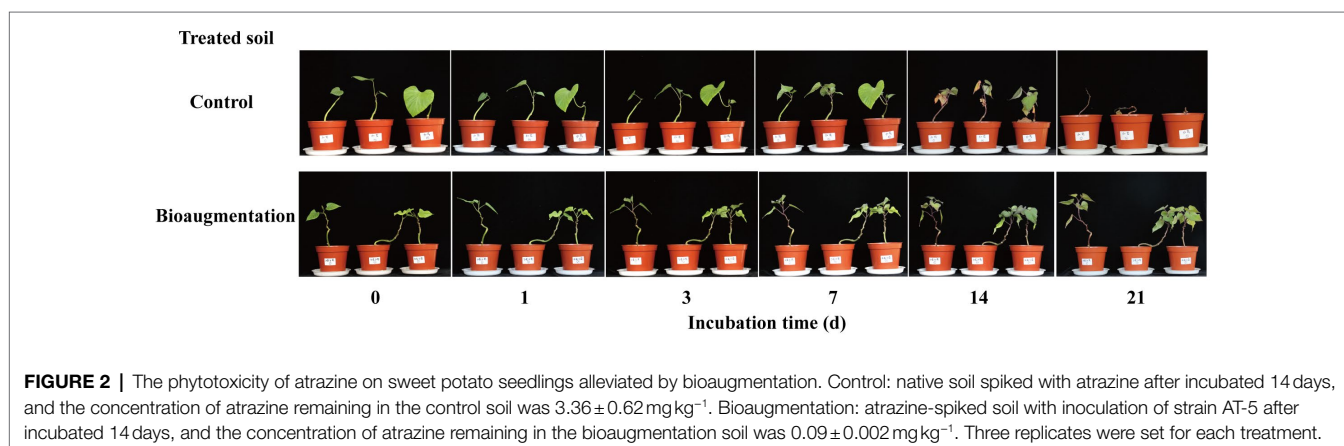 Treated soil
Control
Bioaugmentation
0 1 3 7 14 21
Incubation time (d)
FIGURE 2 | The phytotoxicity of atrazine on sweet potato seedlings alleviated by bioaugmentation. Control: native soil spiked with atrazine after incubated 14 days,
and the concentration of atrazine remaining in the control soil was 3.36 ± 0.62 mg kg⁻¹. Bioaugmentation: atrazine-spiked soil with inoculation of strain AT-5 after
incubated 14 days, and the concentration of atrazine remaining in the bioaugmentation soil was 0.09 ± 0.002 mg kg⁻¹. Three replicates were set for each treatment.